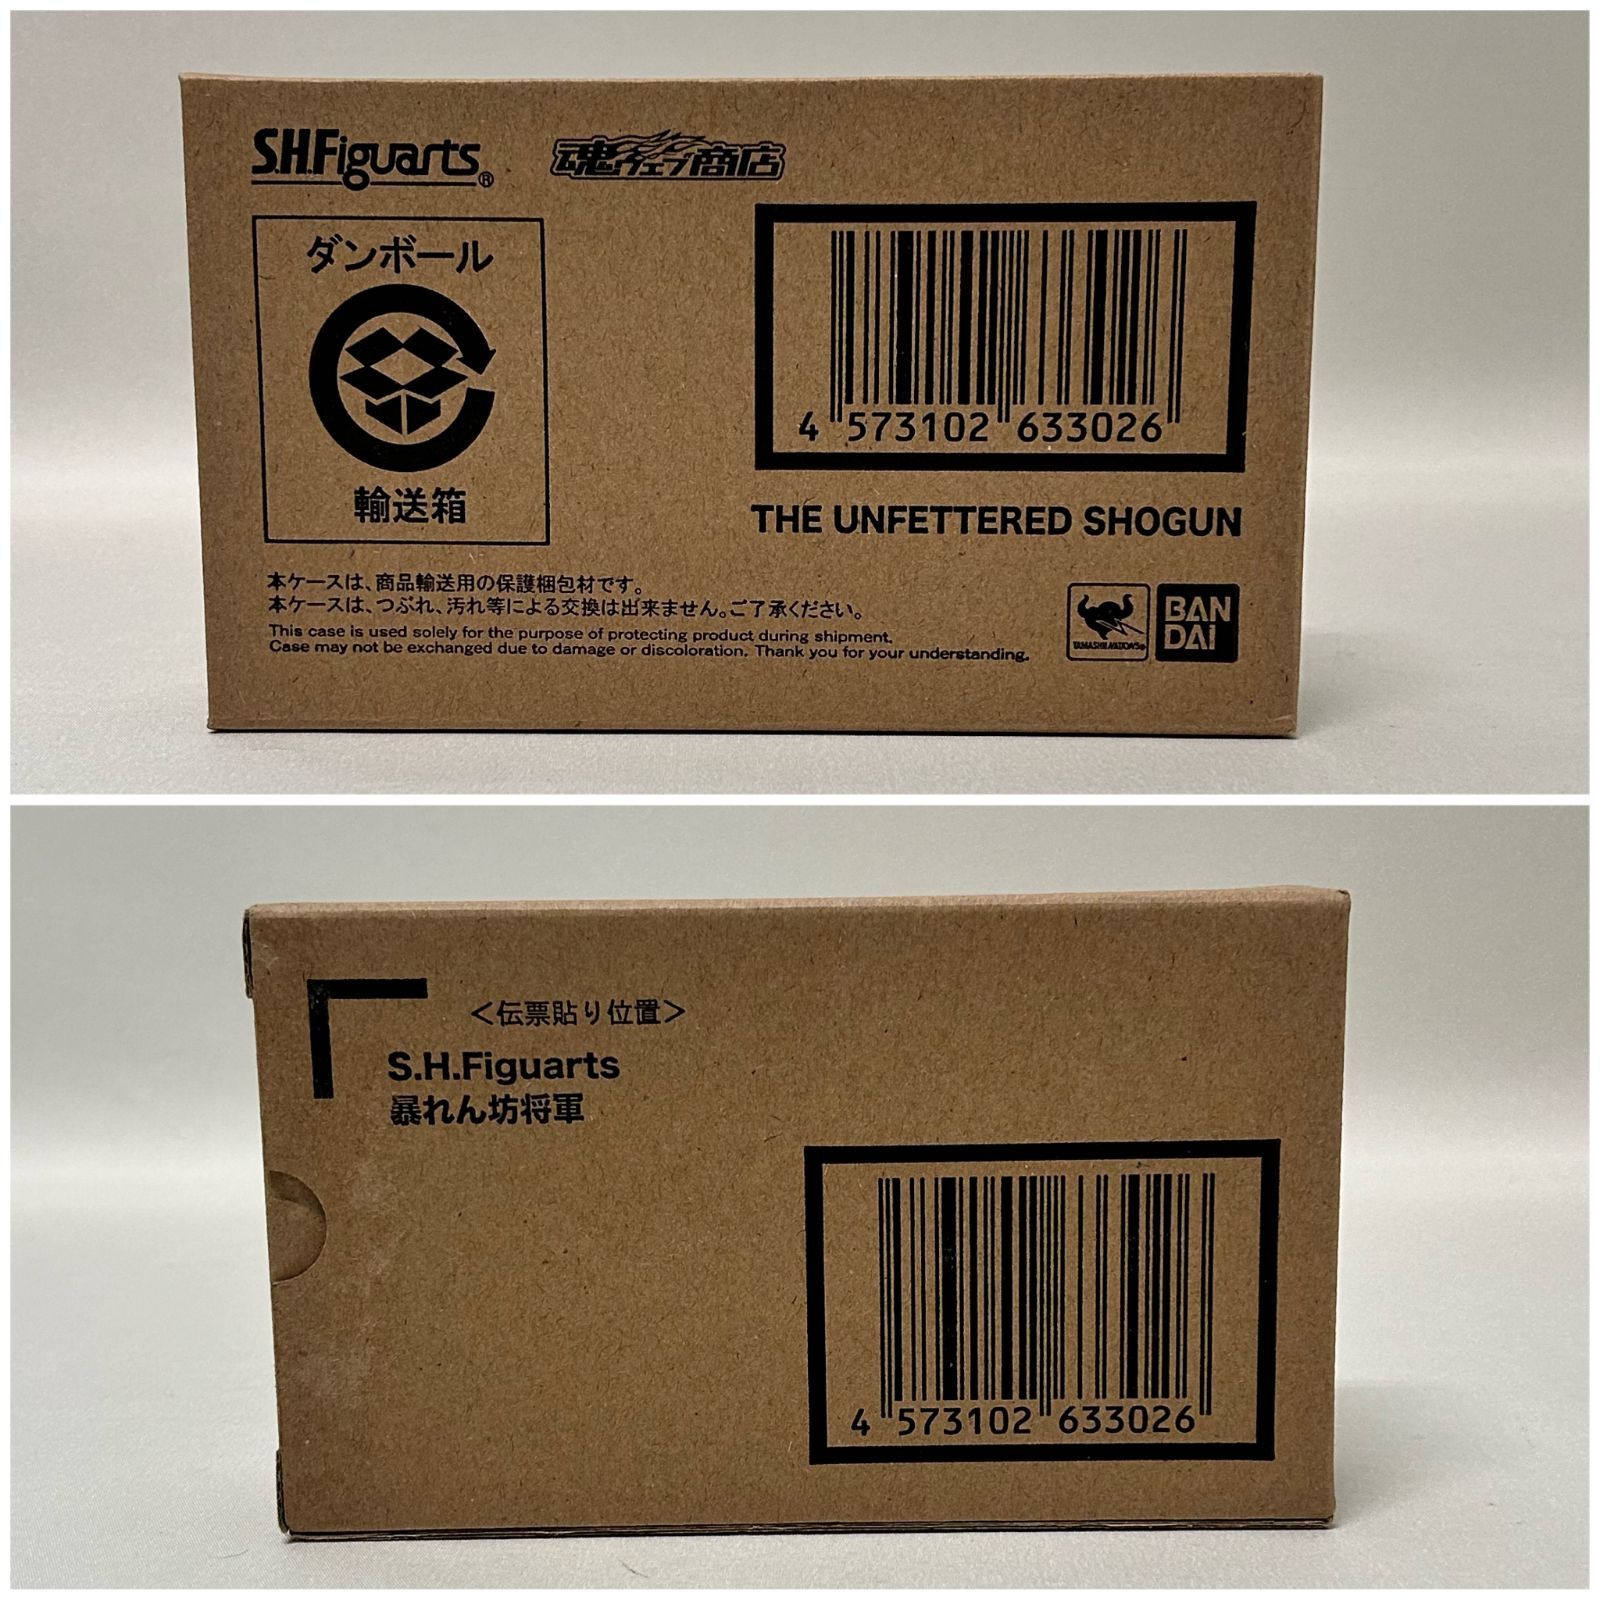 S.H.Figuarts®
魂ウェブ商店
ダンボール
輸送箱
4 573102 633026
THE UNFETTERED SHOGUN
本ケースは、商品輸送用の保護梱包材です。
本ケースは、つぶれ、汚れ等による交換は出来ません。ご了承ください。
This case is used solely for the purpose of protecting product during shipment.
Case may not be exchanged due to damage or discoloration. Thank you for your understanding.
TAMASHII NATIONS
BAN
DAI
＜伝票貼り位置＞
S.H.Figuarts
暴れん坊将軍
4 573102 633026